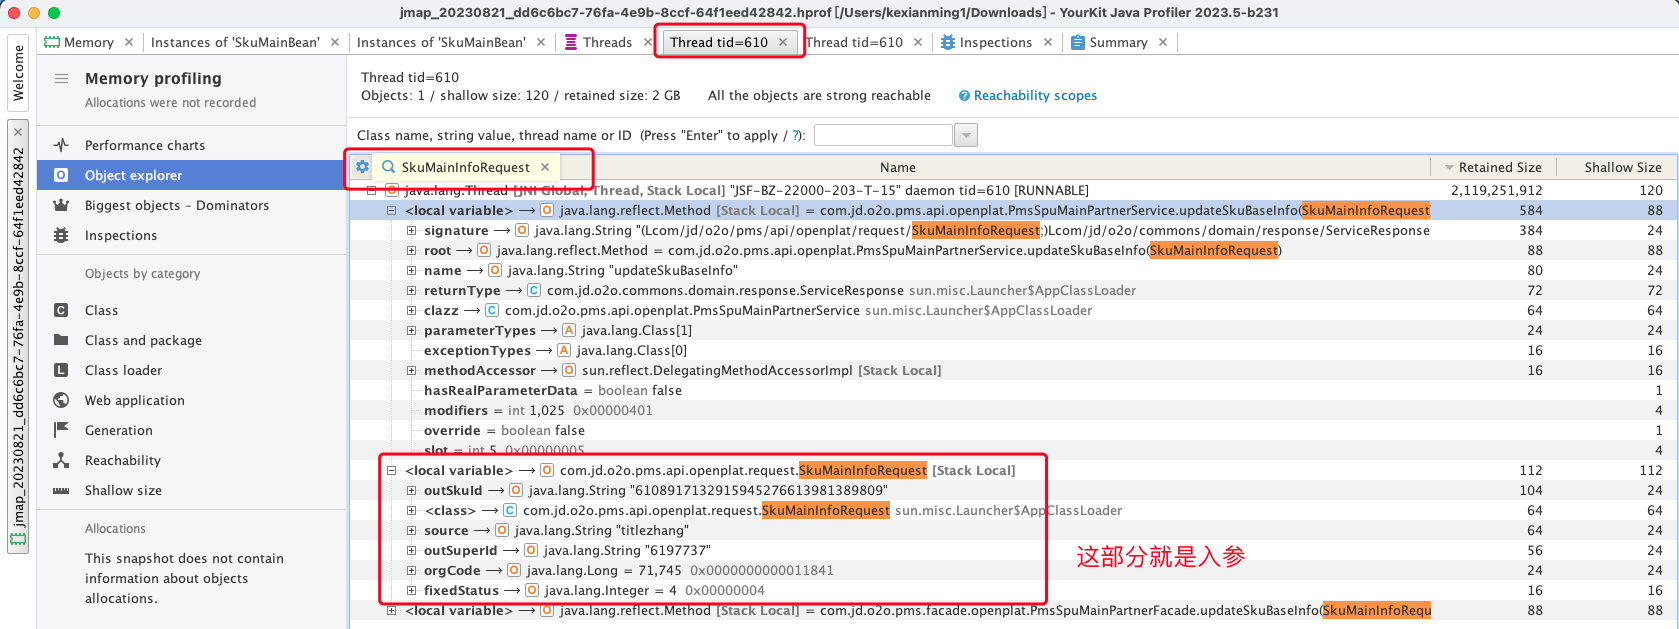 jmap_20230821_dd6c6bc7-76fa-4e9b-8ccf-64f1eed42842.hprof [/Users/kexianming1/Downloads] - YourKit Java Profiler 2023.5-b231
Welcome
jmap_20230821_dd6c6bc7-76fa-4e9b-8ccf-64f1eed42842
Memory × Instances of 'SkuMainBean' × Instances of 'SkuMainBean' × Threads × Thread tid=610 × Thread tid=610 × Inspections × Summary ×
Memory profiling
Allocations were not recorded
Performance charts
Object explorer
Biggest objects – Dominators
Inspections
Objects by category
Class
Class and package
Class loader
Web application
Generation
Reachability
Shallow size
Allocations
This snapshot does not contain
information about objects
allocations.
Thread tid=610
Objects: 1 / shallow size: 120 / retained size: 2 GB All the objects are strong reachable ? Reachability scopes
Class name, string value, thread name or ID (Press "Enter" to apply / ?):
SkuMainInfoRequest × Name Retained Size Shallow Size
java.lang.Thread [JNI Global, Thread, Stack Local] "JSF-BZ-22000-203-T-15" daemon tid=610 [RUNNABLE] 2,119,251,912 120
<local variable> → O java.lang.reflect.Method [Stack Local] = com.jd.o2o.pms.api.openplat.PmsSpuMainPartnerService.updateSkuBaseInfo(SkuMainInfoRequest 584 88
signature → O java.lang.String "(Lcom/jd/o2o/pms/api/openplat/request/SkuMainInfoRequest;)Lcom/jd/o2o/commons/domain/response/ServiceResponse 384 24
root → O java.lang.reflect.Method = com.jd.o2o.pms.api.openplat.PmsSpuMainPartnerService.updateSkuBaseInfo(SkuMainInfoRequest) 88 88
name → O java.lang.String "updateSkuBaseInfo" 80 24
returnType → C com.jd.o2o.commons.domain.response.ServiceResponse sun.misc.Launcher$AppClassLoader 72 72
clazz → C com.jd.o2o.pms.api.openplat.PmsSpuMainPartnerService sun.misc.Launcher$AppClassLoader 64 64
parameterTypes → A java.lang.Class[1] 24 24
exceptionTypes → A java.lang.Class[0] 16 16
methodAccessor → O sun.reflect.DelegatingMethodAccessorImpl [Stack Local] 16 16
hasRealParameterData = boolean false 1
modifiers = int 1,025 0x00000401 4
override = boolean false 1
slot = int 5 0x00000005 4
<local variable> → O com.jd.o2o.pms.api.openplat.request.SkuMainInfoRequest [Stack Local] 112 112
outSkuId → O java.lang.String "61089171329159452766139813898​09" 104 24
<class> → C com.jd.o2o.pms.api.openplat.request.SkuMainInfoRequest sun.misc.Launcher$AppClassLoader 64 64
source → O java.lang.String "titlezhang" 64 24
outSuperId → O java.lang.String "6197737" 56 24
orgCode → O java.lang.Long = 71,745 0x0000000000011841 24 24
fixedStatus → O java.lang.Integer = 4 0x00000004 16 16
<local variable> → O java.lang.reflect.Method [Stack Local] = com.jd.o2o.pms.facade.openplat.PmsSpuMainPartnerFacade.updateSkuBaseInfo(SkuMainInfoRequ 88 88
这部分就是入参